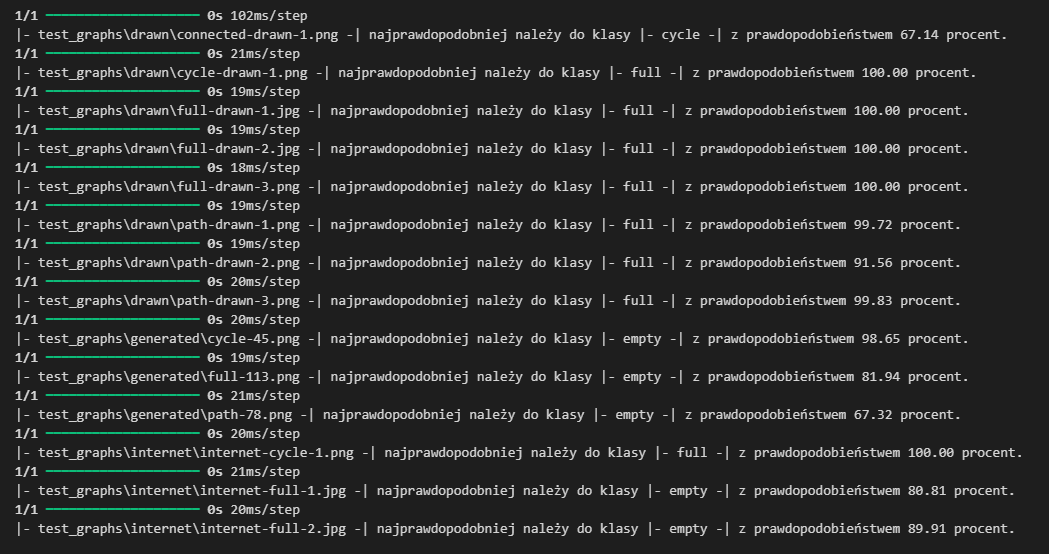 1/1 ━━━━━━━━━━━━━━━━━━━━ 0s 102ms/step
|- test_graphs\drawn\connected-drawn-1.png -| najprawdopodobniej należy do klasy |- cycle -| z prawdopodobieństwem 67.14 procent.
1/1 ━━━━━━━━━━━━━━━━━━━━ 0s 21ms/step
|- test_graphs\drawn\cycle-drawn-1.png -| najprawdopodobniej należy do klasy |- full -| z prawdopodobieństwem 100.00 procent.
1/1 ━━━━━━━━━━━━━━━━━━━━ 0s 19ms/step
|- test_graphs\drawn\full-drawn-1.jpg -| najprawdopodobniej należy do klasy |- full -| z prawdopodobieństwem 100.00 procent.
1/1 ━━━━━━━━━━━━━━━━━━━━ 0s 19ms/step
|- test_graphs\drawn\full-drawn-2.jpg -| najprawdopodobniej należy do klasy |- full -| z prawdopodobieństwem 100.00 procent.
1/1 ━━━━━━━━━━━━━━━━━━━━ 0s 18ms/step
|- test_graphs\drawn\full-drawn-3.png -| najprawdopodobniej należy do klasy |- full -| z prawdopodobieństwem 100.00 procent.
1/1 ━━━━━━━━━━━━━━━━━━━━ 0s 19ms/step
|- test_graphs\drawn\path-drawn-1.png -| najprawdopodobniej należy do klasy |- full -| z prawdopodobieństwem 99.72 procent.
1/1 ━━━━━━━━━━━━━━━━━━━━ 0s 19ms/step
|- test_graphs\drawn\path-drawn-2.png -| najprawdopodobniej należy do klasy |- full -| z prawdopodobieństwem 91.56 procent.
1/1 ━━━━━━━━━━━━━━━━━━━━ 0s 20ms/step
|- test_graphs\drawn\path-drawn-3.png -| najprawdopodobniej należy do klasy |- full -| z prawdopodobieństwem 99.83 procent.
1/1 ━━━━━━━━━━━━━━━━━━━━ 0s 20ms/step
|- test_graphs\generated\cycle-45.png -| najprawdopodobniej należy do klasy |- empty -| z prawdopodobieństwem 98.65 procent.
1/1 ━━━━━━━━━━━━━━━━━━━━ 0s 19ms/step
|- test_graphs\generated\full-113.png -| najprawdopodobniej należy do klasy |- empty -| z prawdopodobieństwem 81.94 procent.
1/1 ━━━━━━━━━━━━━━━━━━━━ 0s 21ms/step
|- test_graphs\generated\path-78.png -| najprawdopodobniej należy do klasy |- empty -| z prawdopodobieństwem 67.32 procent.
1/1 ━━━━━━━━━━━━━━━━━━━━ 0s 20ms/step
|- test_graphs\internet\internet-cycle-1.png -| najprawdopodobniej należy do klasy |- full -| z prawdopodobieństwem 100.00 procent.
1/1 ━━━━━━━━━━━━━━━━━━━━ 0s 21ms/step
|- test_graphs\internet\internet-full-1.jpg -| najprawdopodobniej należy do klasy |- empty -| z prawdopodobieństwem 80.81 procent.
1/1 ━━━━━━━━━━━━━━━━━━━━ 0s 20ms/step
|- test_graphs\internet\internet-full-2.jpg -| najprawdopodobniej należy do klasy |- empty -| z prawdopodobieństwem 89.91 procent.